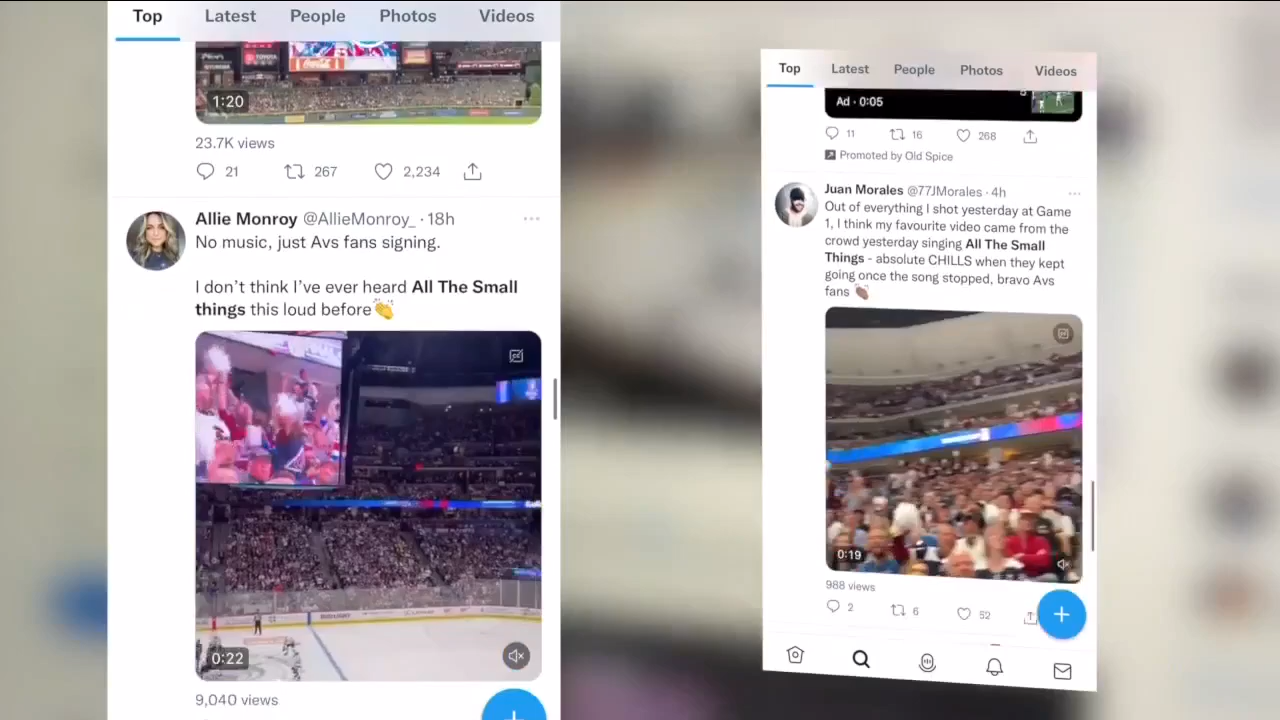 Top Latest People Photos Videos
TOYOTA
Coca-Cola
1:20
23.7K views
21 267 2,234
Allie Monroy @AllieMonroy_ · 18h
No music, just Avs fans signing.
I don't think I've ever heard All The Small
things this loud before👏
0:22
9,040 views
Top Latest People Photos Videos
Ad · 0:05
11 16 268
Promoted by Old Spice
Juan Morales @77JMorales · 4h
Out of everything I shot yesterday at Game
1, I think my favourite video came from the
crowd yesterday singing All The Small
Things - absolute CHILLS when they kept
going once the song stopped, bravo Avs
fans 👏🏾
0:19
988 views
2 6 52